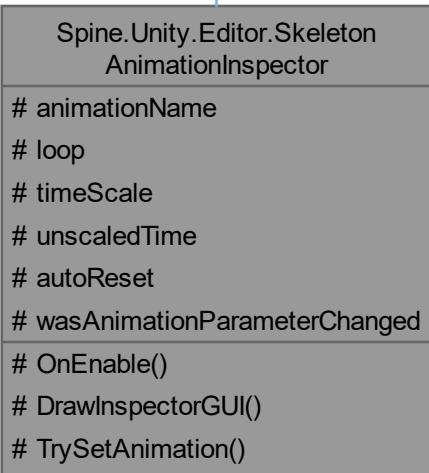 Spine.Unity.Editor.Skeleton
AnimationInspector
# animationName
# loop
# timeScale
# unscaledTime
# autoReset
# wasAnimationParameterChanged
# OnEnable()
# DrawInspectorGUI()
# TrySetAnimation()